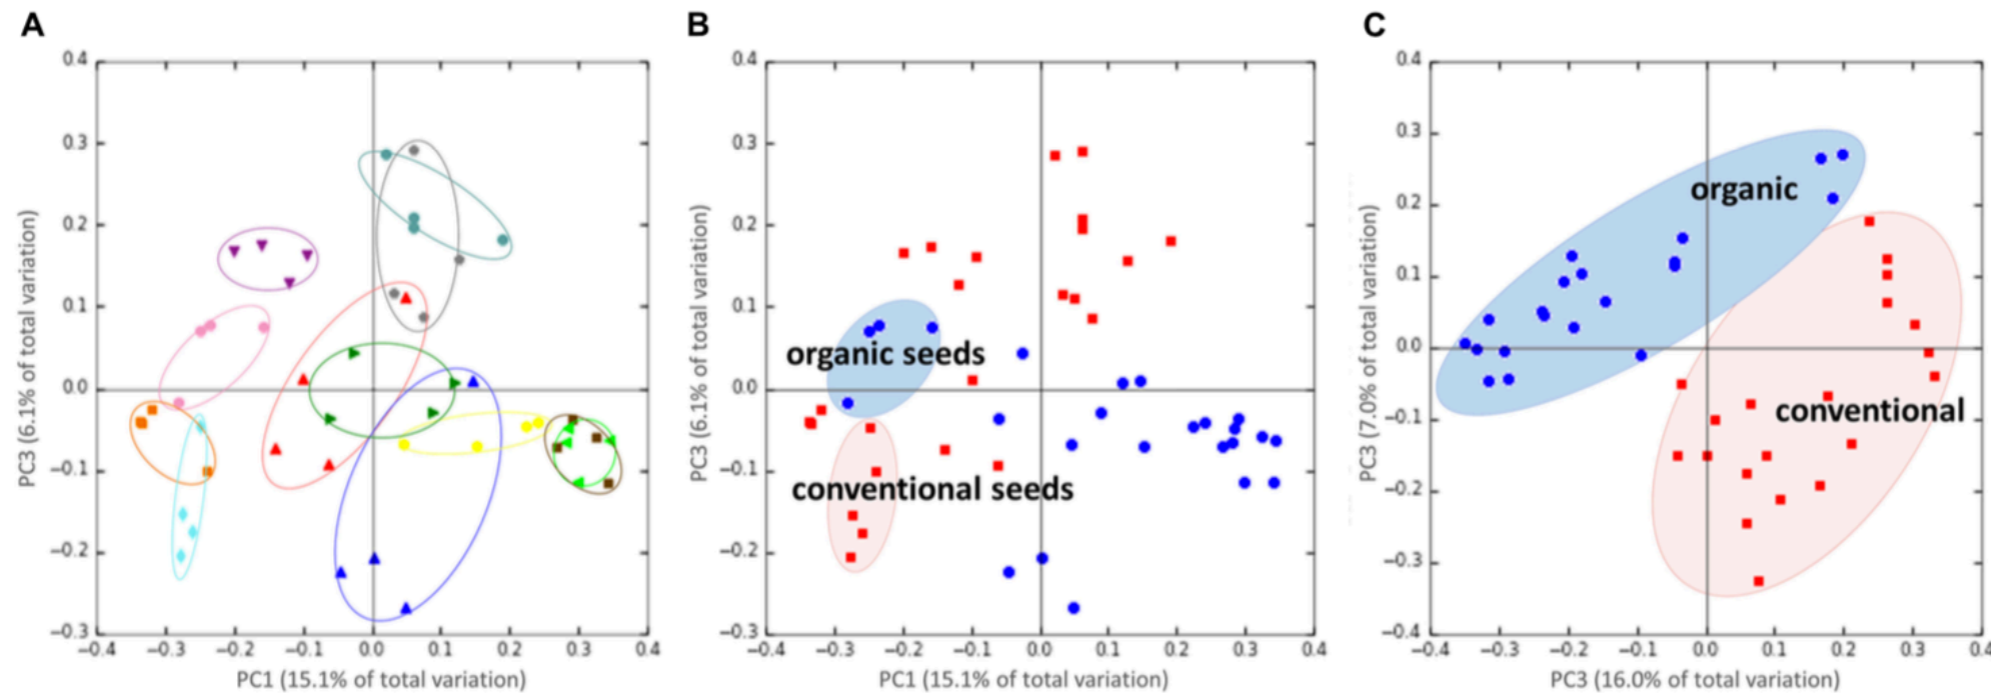 A
0.4
0.3
0.2
0.1
0.0
−0.1
−0.2
−0.3
PC3 (6.1% of total variation)
−0.4 −0.3 −0.2 −0.1 0.0 0.1 0.2 0.3 0.4
PC1 (15.1% of total variation)
B
0.4
0.3
0.2
0.1
0.0
−0.1
−0.2
−0.3
PC3 (6.1% of total variation)
organic seeds
conventional seeds
−0.4 −0.3 −0.2 −0.1 0.0 0.1 0.2 0.3 0.4
PC1 (15.1% of total variation)
C
0.4
0.3
0.2
0.1
0.0
−0.1
−0.2
−0.3
−0.4
PC3 (7.0% of total variation)
organic
conventional
−0.4 −0.3 −0.2 −0.1 0.0 0.1 0.2 0.3 0.4
PC3 (16.0% of total variation)